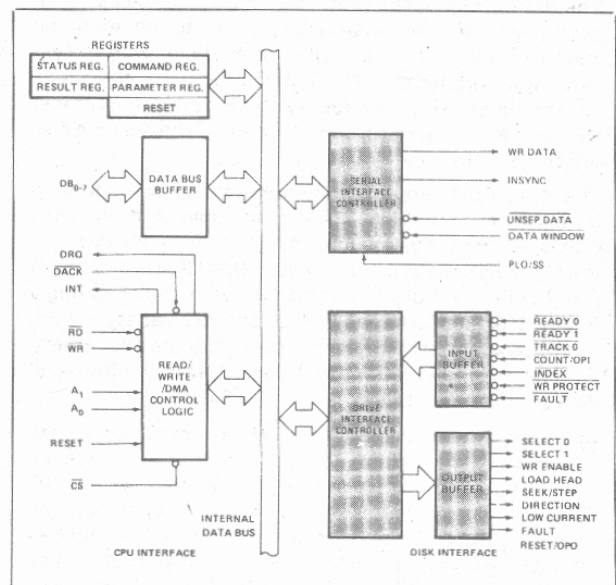 REGISTERS
STATUS REG.
COMMAND REG.
RESULT REG.
PARAMETER REG.
RESET
DB0-7
DATA BUS
BUFFER
DRQ
DACK
INT
RD
WR
A1
A0
RESET
CS
READ/
WRITE
/DMA
CONTROL
LOGIC
INTERNAL
DATA BUS
CPU INTERFACE
SERIAL
INTERFACE
CONTROLLER
WR DATA
INSYNC
UNSEP DATA
DATA WINDOW
PLO/SS
DRIVE
INTERFACE
CONTROLLER
INPUT
BUFFER
READY 0
READY 1
TRACK 0
COUNT/OPI
INDEX
WR PROTECT
FAULT
OUTPUT
BUFFER
SELECT 0
SELECT 1
WR ENABLE
LOAD HEAD
SEEK/STEP
DIRECTION
LOW CURRENT
FAULT
RESET/OPO
DISK INTERFACE